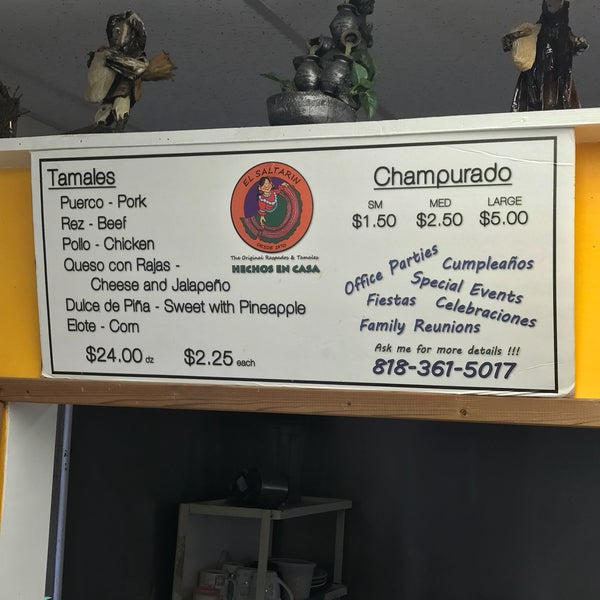 Tamales
Puerco - Pork
Rez - Beef
Pollo - Chicken
Queso con Rajas -
Cheese and Jalapeño
Dulce de Piña - Sweet with Pineapple
Elote - Corn
$24.00 dz $2.25 each
EL SALTARIN
DESDE 1970
The Original Raspados & Tamales
HECHOS EN CASA
Champurado
SM MED LARGE
$1.50 $2.50 $5.00
Office Parties
Cumpleaños
Special Events
Fiestas
Celebraciones
Family Reunions
Ask me for more details !!!
818-361-5017